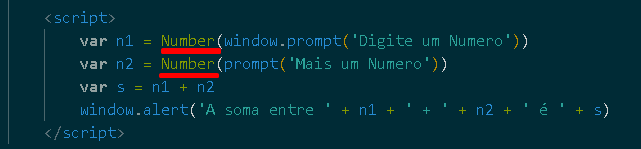 <script>
var n1 = Number(window.prompt('Digite um Numero'))
var n2 = Number(prompt('Mais um Numero'))
var s = n1 + n2
window.alert('A soma entre ' + n1 + ' + ' + n2 + ' é ' + s)
</script>